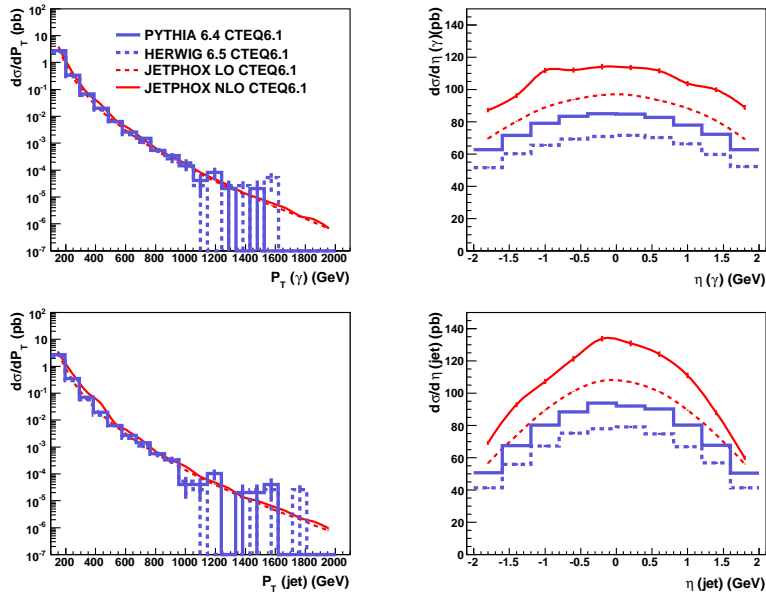 dσ/dP_T (pb)
10
1
10^-1
10^-2
10^-3
10^-4
10^-5
10^-6
10^-7
200 400 600 800 1000 1200 1400 1600 1800 2000
P_T (γ) (GeV)
PYTHIA 6.4 CTEQ6.1
HERWIG 6.5 CTEQ6.1
JETPHOX LO CTEQ6.1
JETPHOX NLO CTEQ6.1
dσ/dη (γ)(pb)
140
120
100
80
60
40
20
0
-2 -1.5 -1 -0.5 0 0.5 1 1.5 2
η (γ) (GeV)
dσ/dP_T (pb)
10
1
10^-1
10^-2
10^-3
10^-4
10^-5
10^-6
10^-7
200 400 600 800 1000 1200 1400 1600 1800 2000
P_T (jet) (GeV)
dσ/dη (jet)(pb)
140
120
100
80
60
40
20
0
-2 -1.5 -1 -0.5 0 0.5 1 1.5 2
η (jet) (GeV)